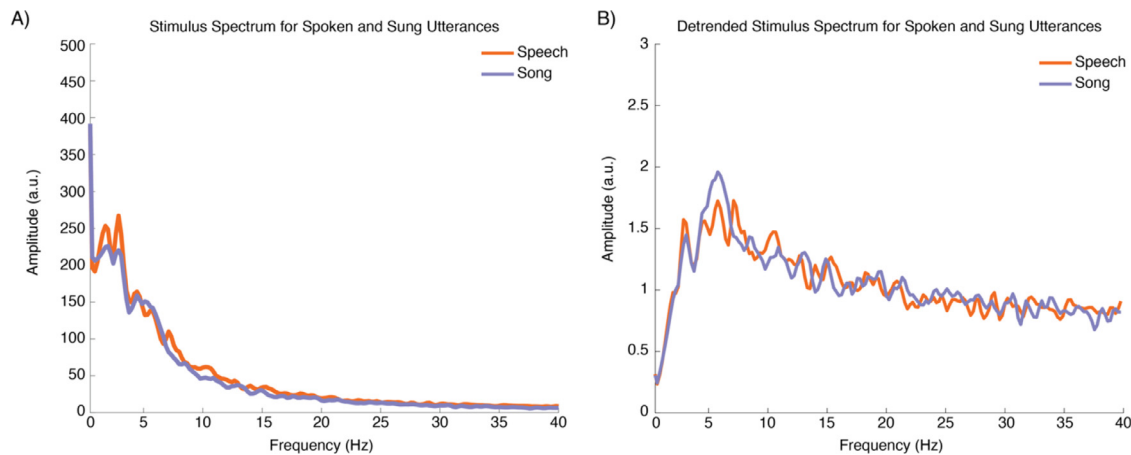 A)
Stimulus Spectrum for Spoken and Sung Utterances
500
450
400
350
300
250
200
150
100
50
0
Amplitude (a.u.)
Speech
Song
0 5 10 15 20 25 30 35 40
Frequency (Hz)
B)
Detrended Stimulus Spectrum for Spoken and Sung Utterances
3
2.5
2
1.5
1
0.5
0
Amplitude (a.u.)
Speech
Song
0 5 10 15 20 25 30 35 40
Frequency (Hz)